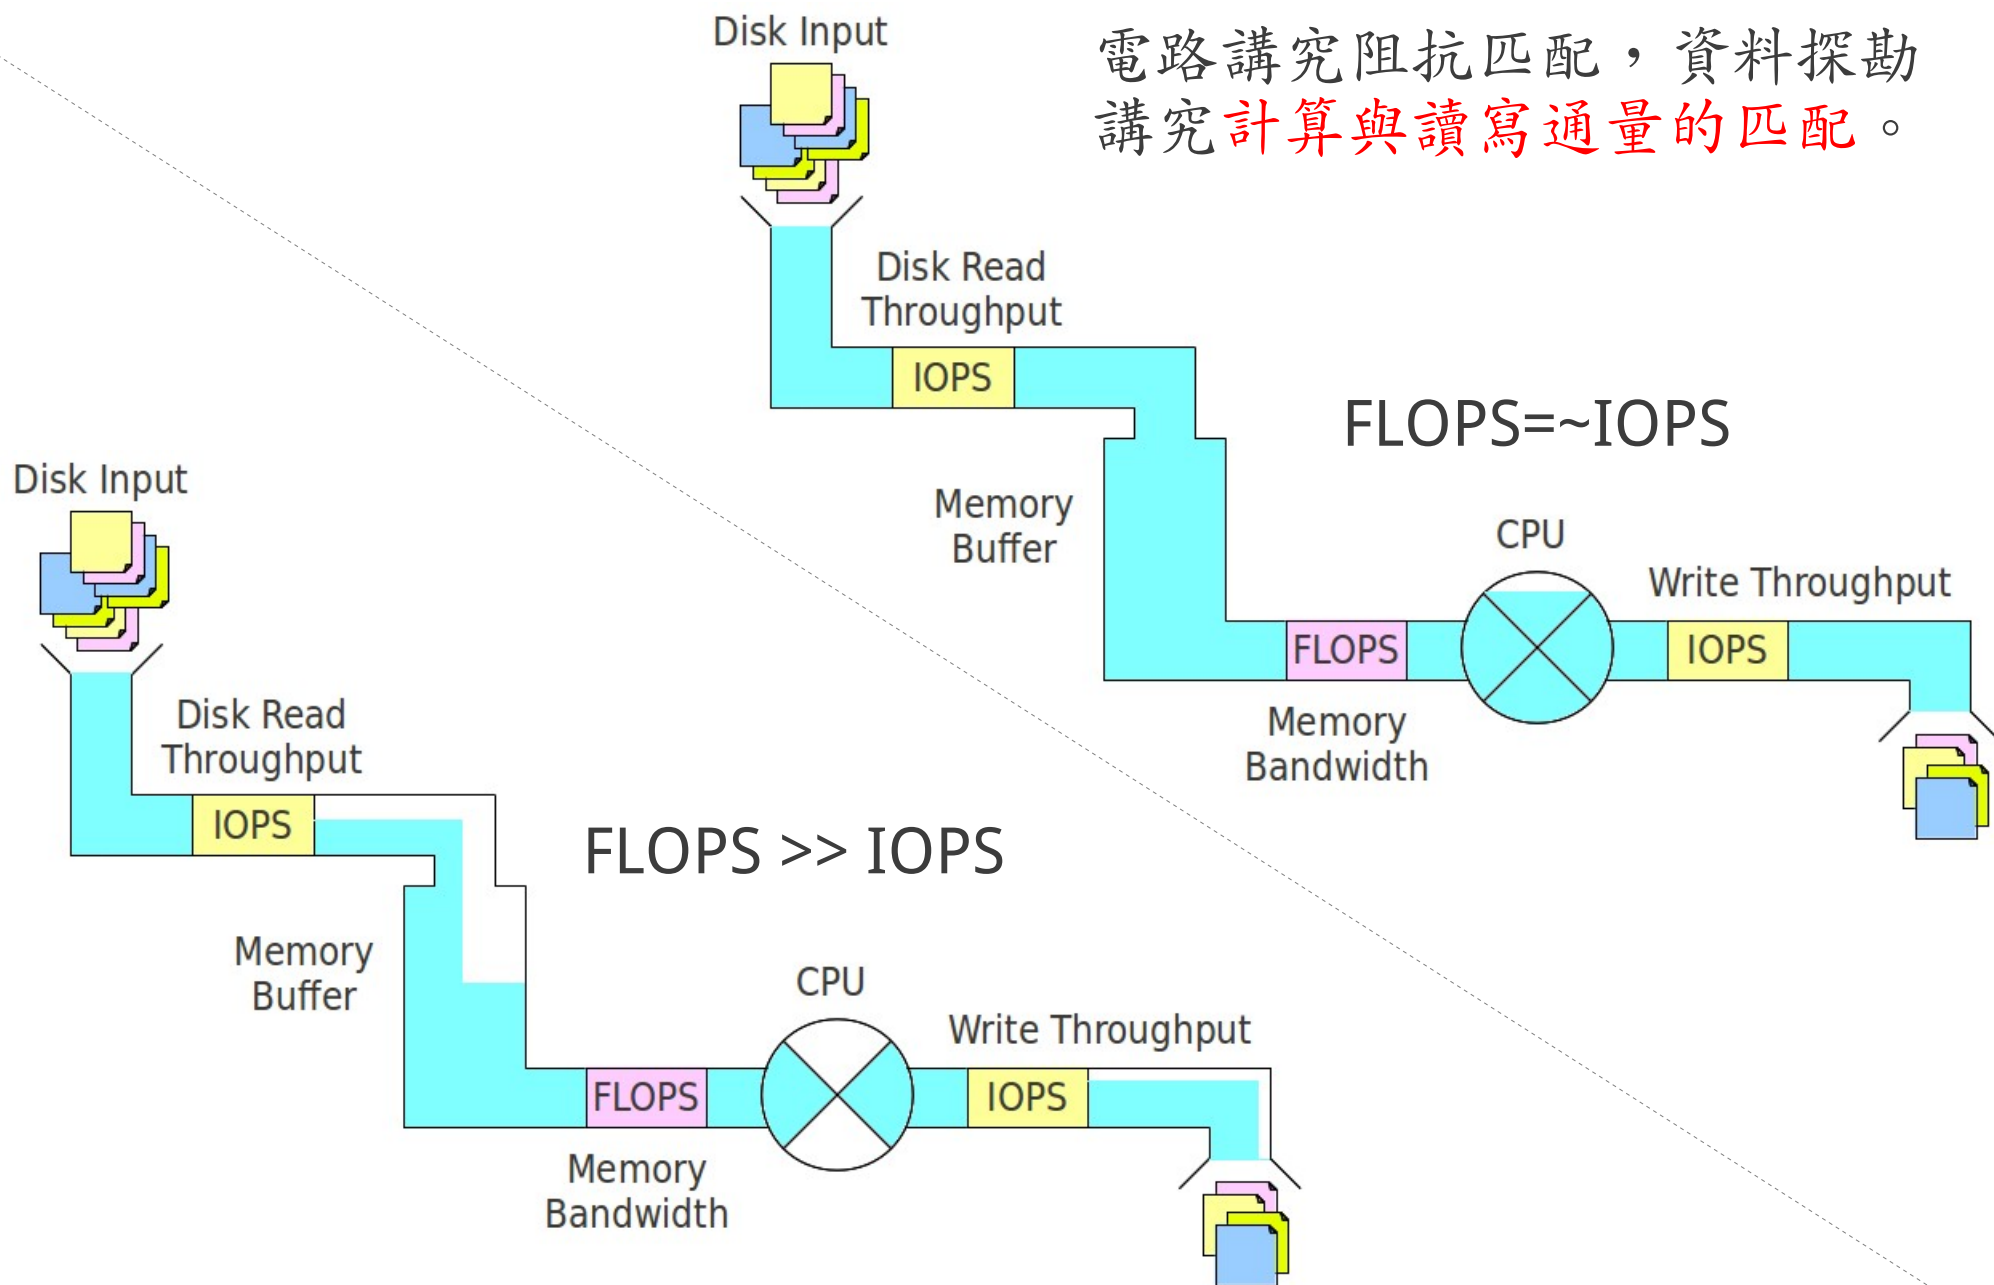 電路講究阻抗匹配，資料探勘
講究計算與讀寫通量的匹配。
Disk Input
Disk Read
Throughput
IOPS
FLOPS=~IOPS
Memory
Buffer
CPU
Write Throughput
FLOPS
IOPS
Memory
Bandwidth
Disk Input
Disk Read
Throughput
IOPS
FLOPS >> IOPS
Memory
Buffer
CPU
Write Throughput
FLOPS
IOPS
Memory
Bandwidth